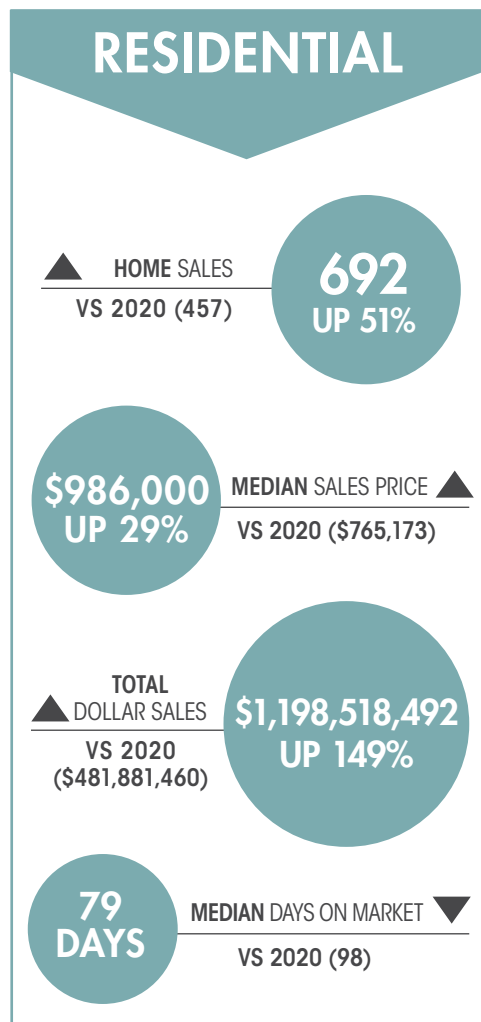 RESIDENTIAL
HOME SALES
VS 2020 (457)
692
UP 51%
$986,000
UP 29%
MEDIAN SALES PRICE
VS 2020 ($765,173)
TOTAL
DOLLAR SALES
VS 2020
($481,881,460)
$1,198,518,492
UP 149%
79
DAYS
MEDIAN DAYS ON MARKET
VS 2020 (98)